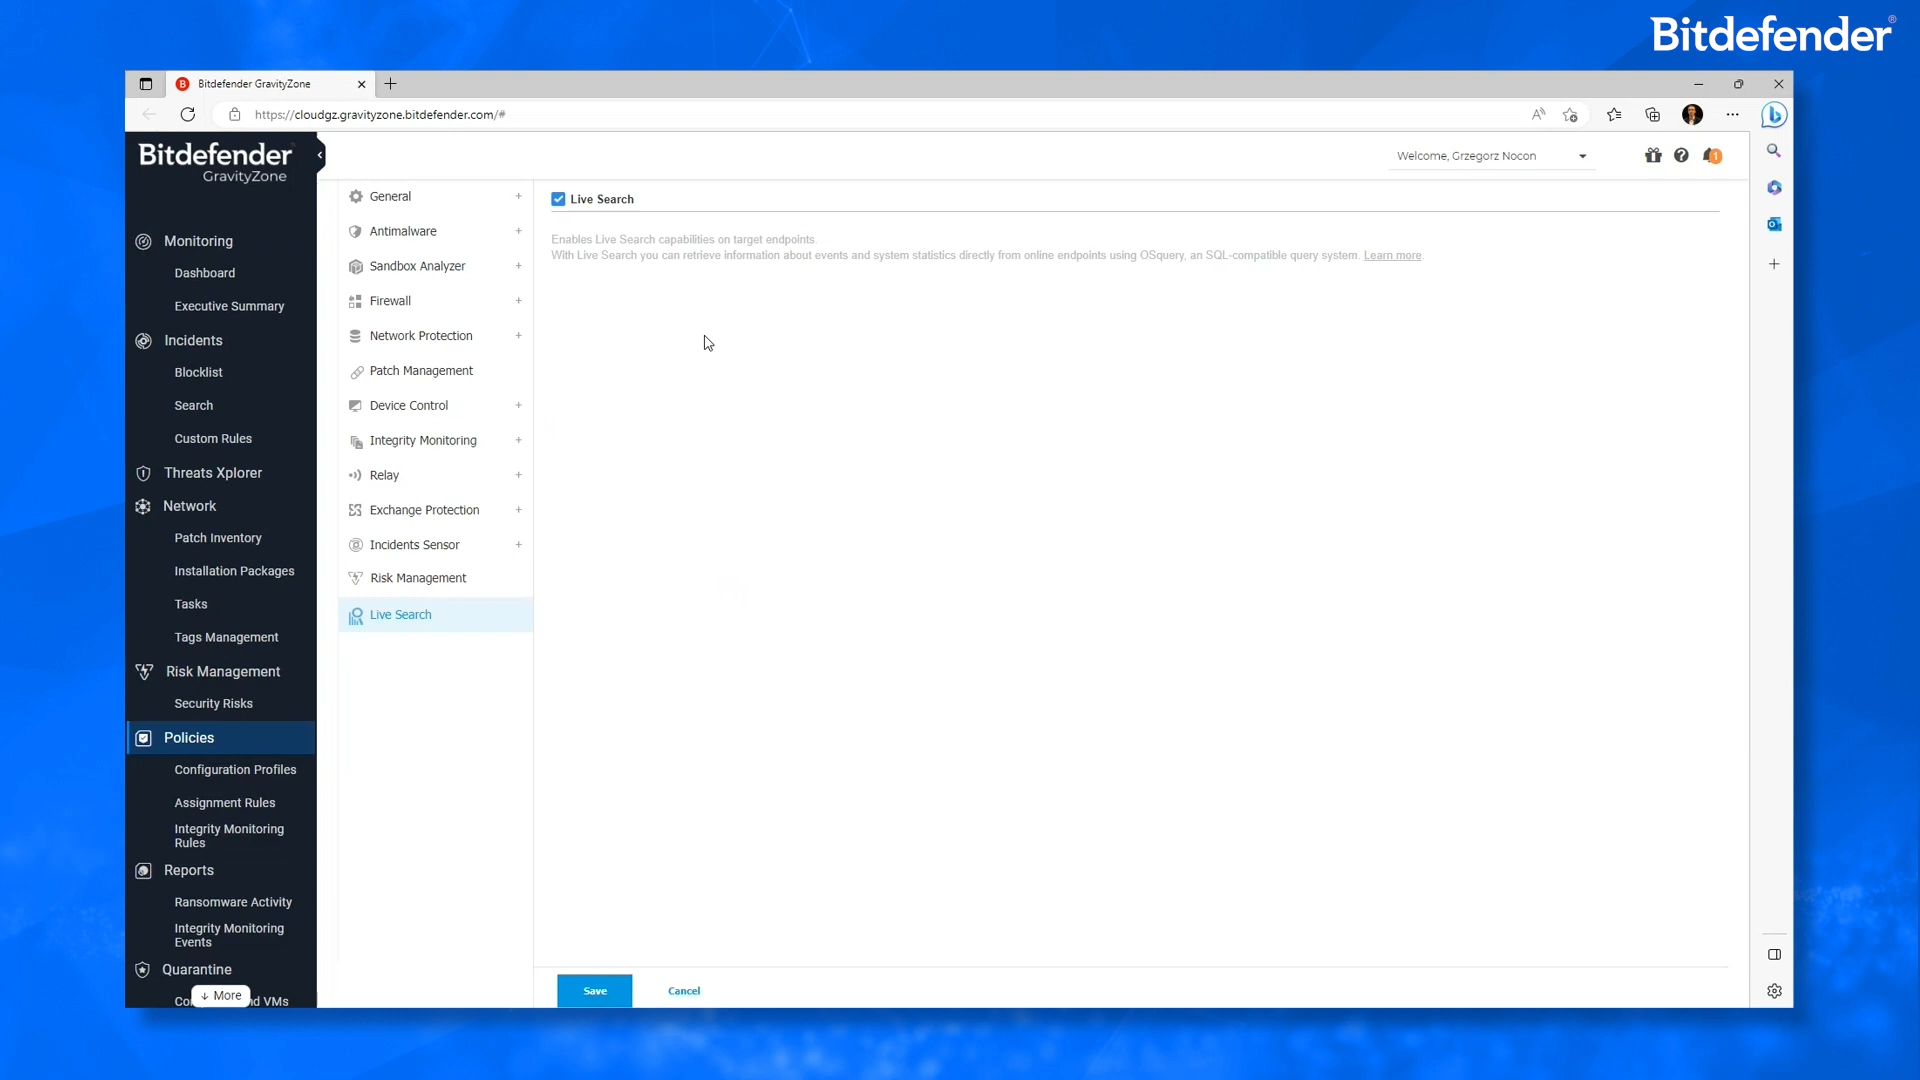 Bitdefender®
Bitdefender GravityZone
https://cloudgz.gravityzone.bitdefender.com/#
Bitdefender
GravityZone
Welcome, Grzegorz Nocon
1
Monitoring
Dashboard
Executive Summary
Incidents
Blocklist
Search
Custom Rules
Threats Xplorer
Network
Patch Inventory
Installation Packages
Tasks
Tags Management
Risk Management
Security Risks
Policies
Configuration Profiles
Assignment Rules
Integrity Monitoring
Rules
Reports
Ransomware Activity
Integrity Monitoring
Events
Quarantine
More
General
Antimalware
Sandbox Analyzer
Firewall
Network Protection
Patch Management
Device Control
Integrity Monitoring
Relay
Exchange Protection
Incidents Sensor
Risk Management
Live Search
Live Search
Enables Live Search capabilities on target endpoints.
With Live Search you can retrieve information about events and system statistics directly from online endpoints using OSquery, an SQL-compatible query system. Learn more.
Save
Cancel